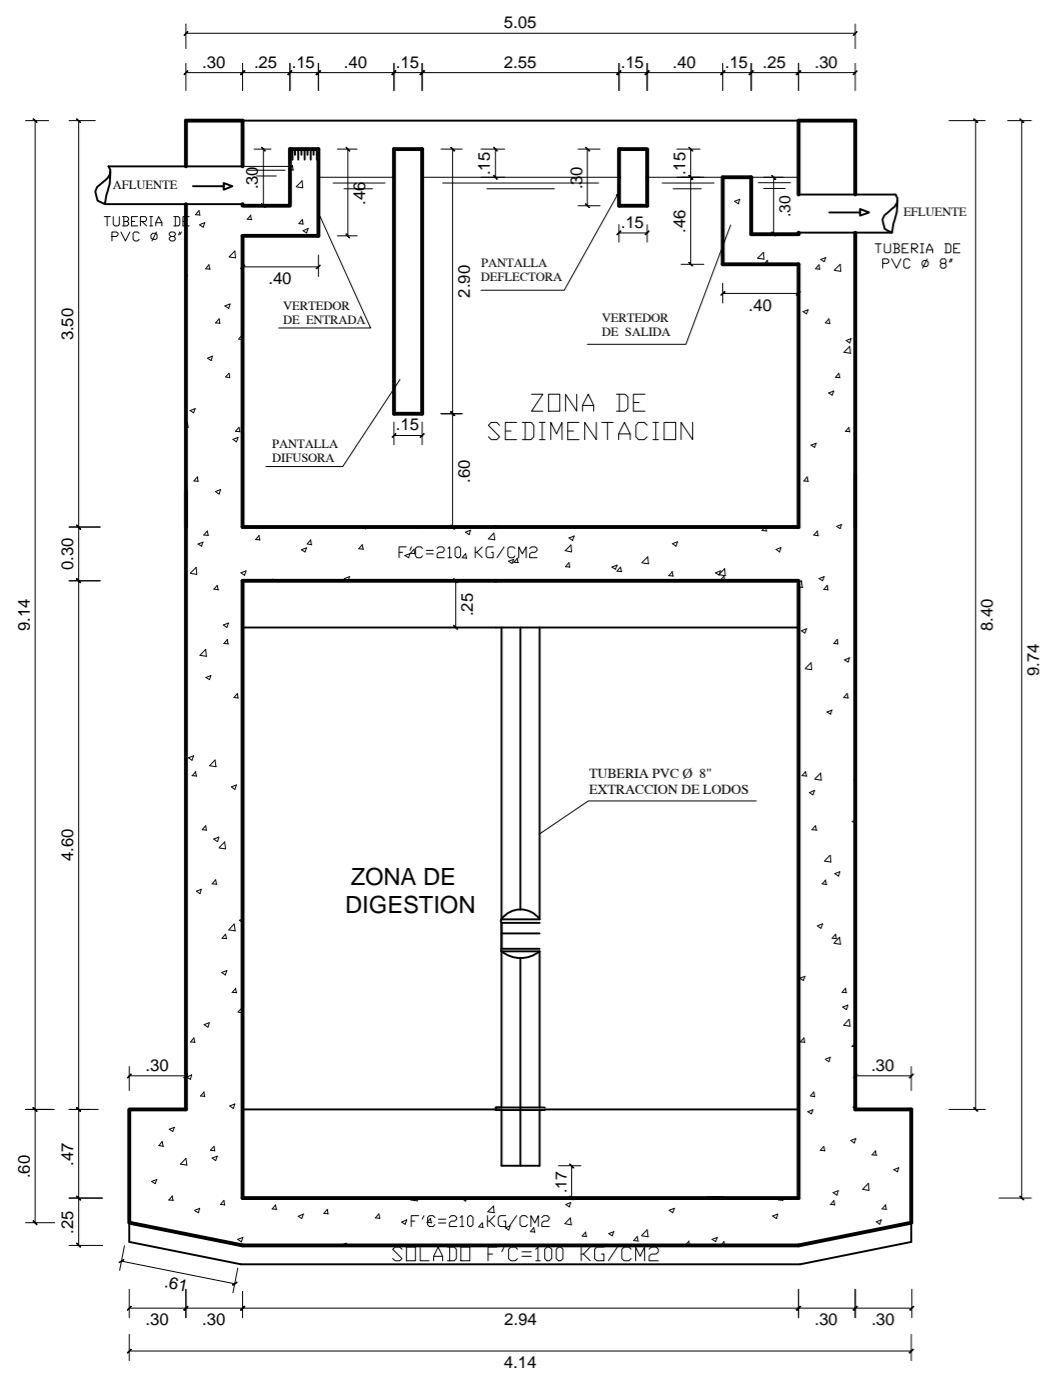 5.05
.30 .25 .15 .40 .15 2.55 .15 .40 .15 .25 .30
AFLUENTE
TUBERIA DE
PVC ø 8"
.30
.46
.15
.30
.15
.46
.30
EFLUENTE
TUBERIA DE
PVC ø 8"
.40
VERTEDOR
DE ENTRADA
2.90
PANTALLA
DEFLECTORA
.15
VERTEDOR
DE SALIDA
.40
3.50
ZONA DE
SEDIMENTACION
.15
PANTALLA
DIFUSORA
.60
0.30
F'C=210 KG/CM2
.25
9.14
8.40
9.74
TUBERIA PVC Ø 8"
EXTRACCION DE LODOS
4.60
ZONA DE
DIGESTION
.30
.30
.60
.47
.17
.25
F'C=210 KG/CM2
SOLADO F'C=100 KG/CM2
.61
.30 .30 2.94 .30 .30
4.14